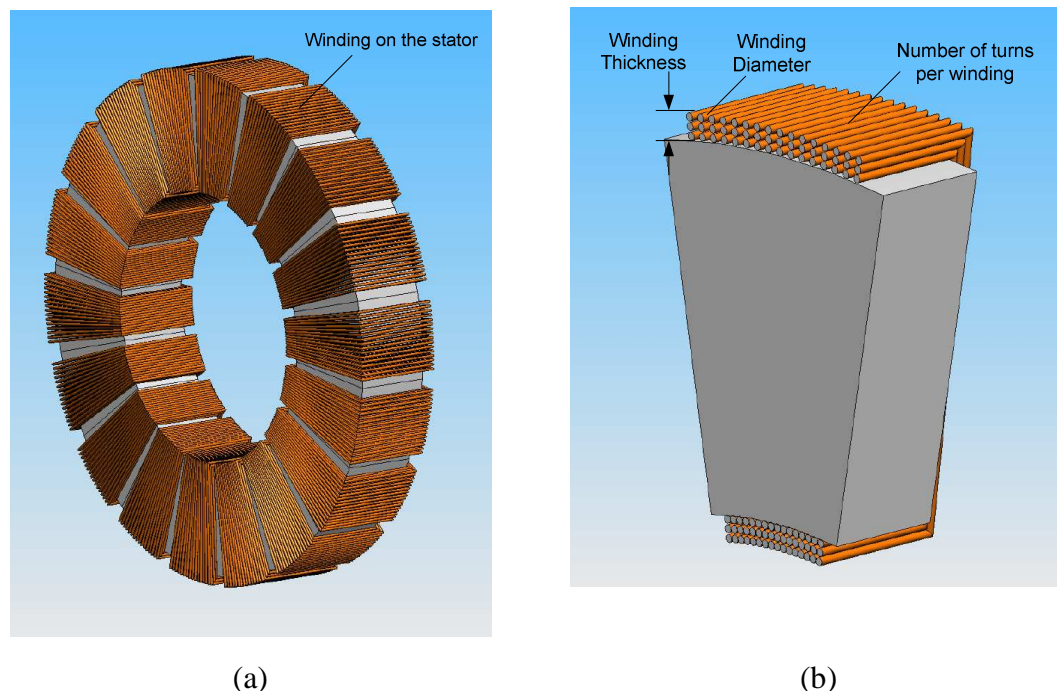 Winding on the stator
Winding
Thickness
Winding
Diameter
Number of turns
per winding
(a)
(b)